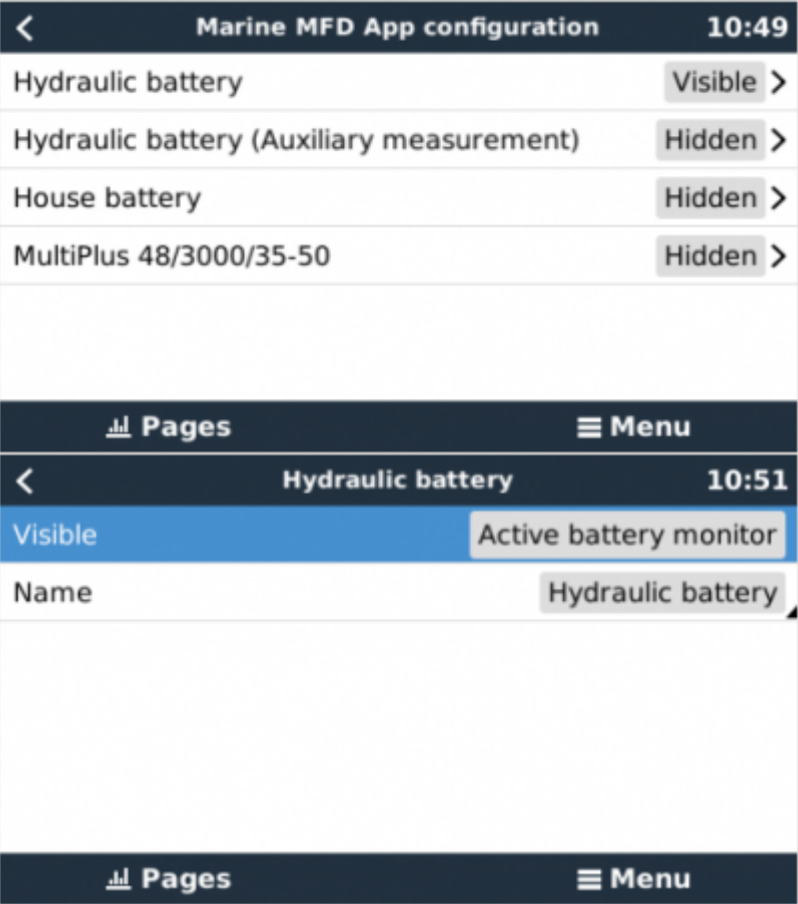 Marine MFD App configuration 10:49
Hydraulic battery Visible
Hydraulic battery (Auxiliary measurement) Hidden
House battery Hidden
MultiPlus 48/3000/35-50 Hidden
Pages Menu
Hydraulic battery 10:51
Visible Active battery monitor
Name Hydraulic battery
Pages Menu